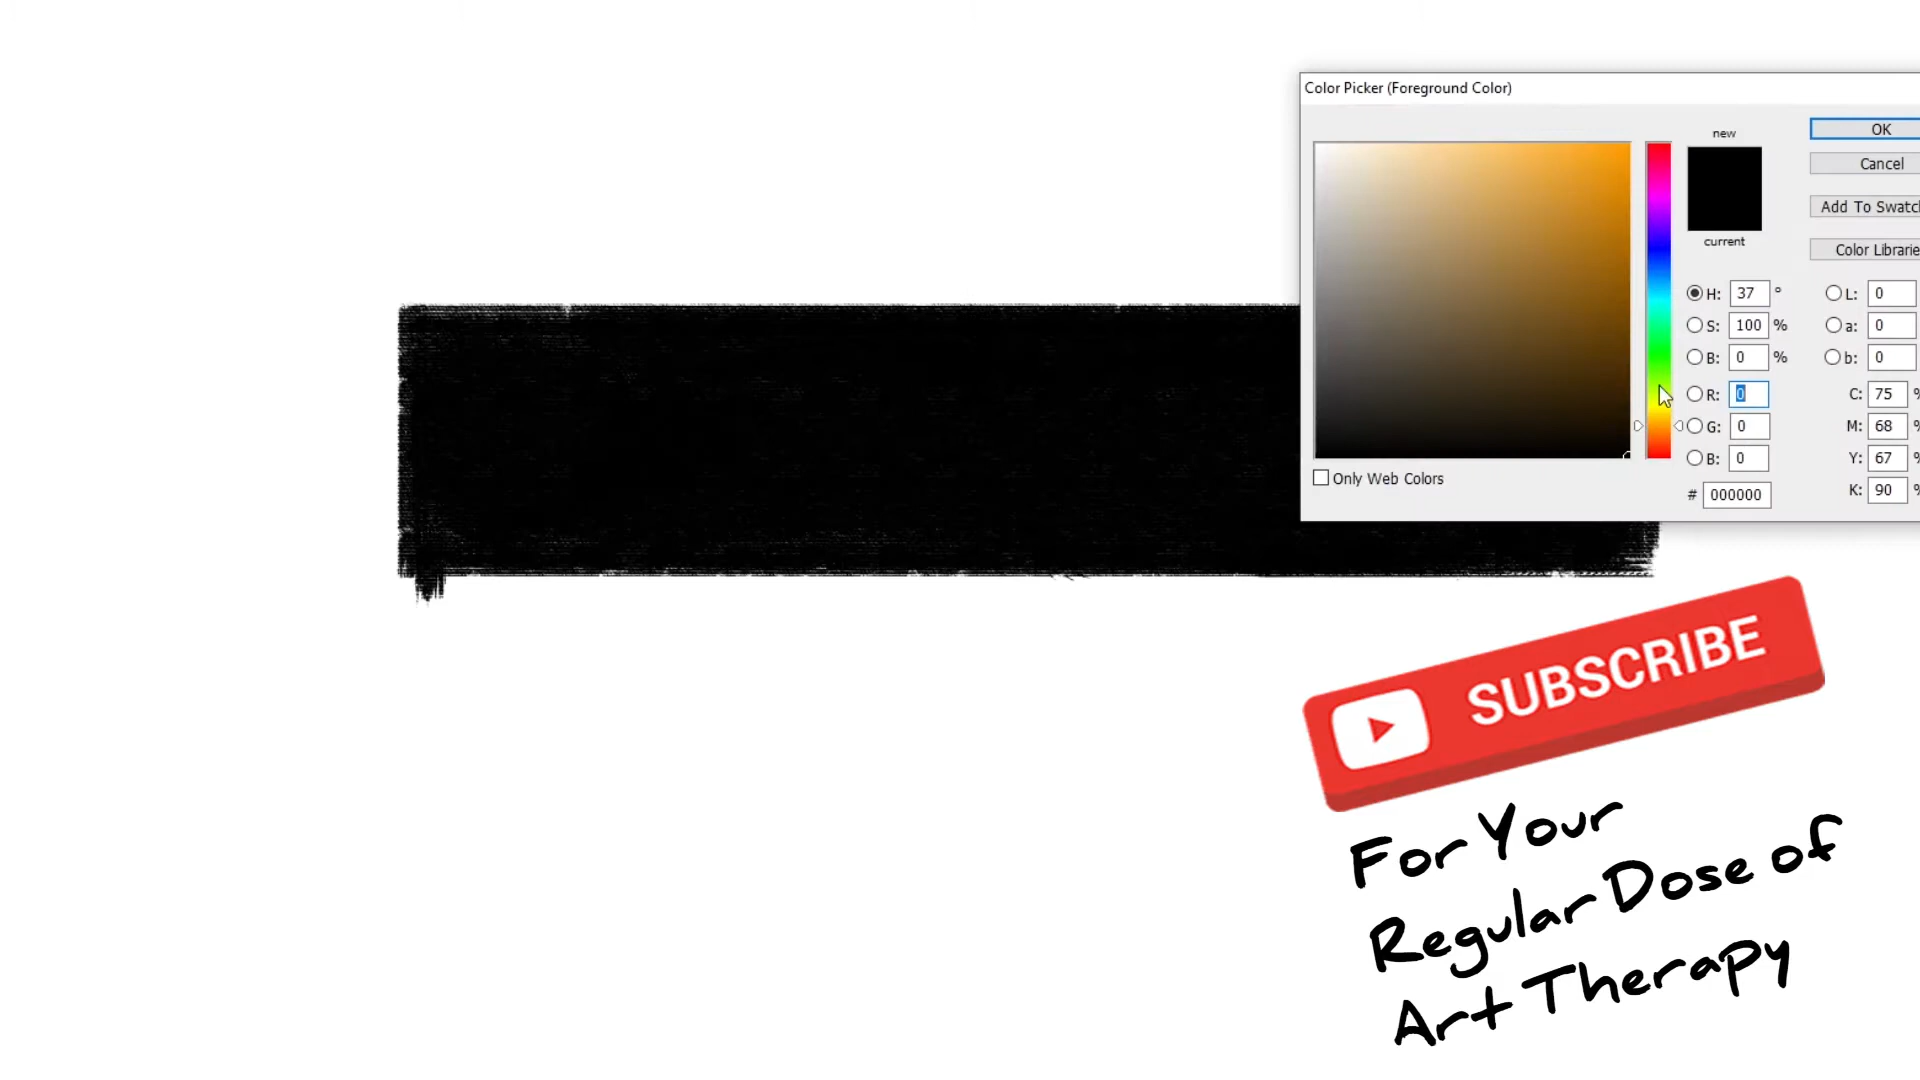 Color Picker (Foreground Color)
new
current
OK
Cancel
Add To Swatch
Color Librarie
H: 37 °
S: 100 %
B: 0 %
R: 0
G: 0
B: 0
# 000000
L: 0
a: 0
b: 0
C: 75 %
M: 68 %
Y: 67 %
K: 90 %
Only Web Colors
SUBSCRIBE
For Your
Regular Dose of
Art Therapy